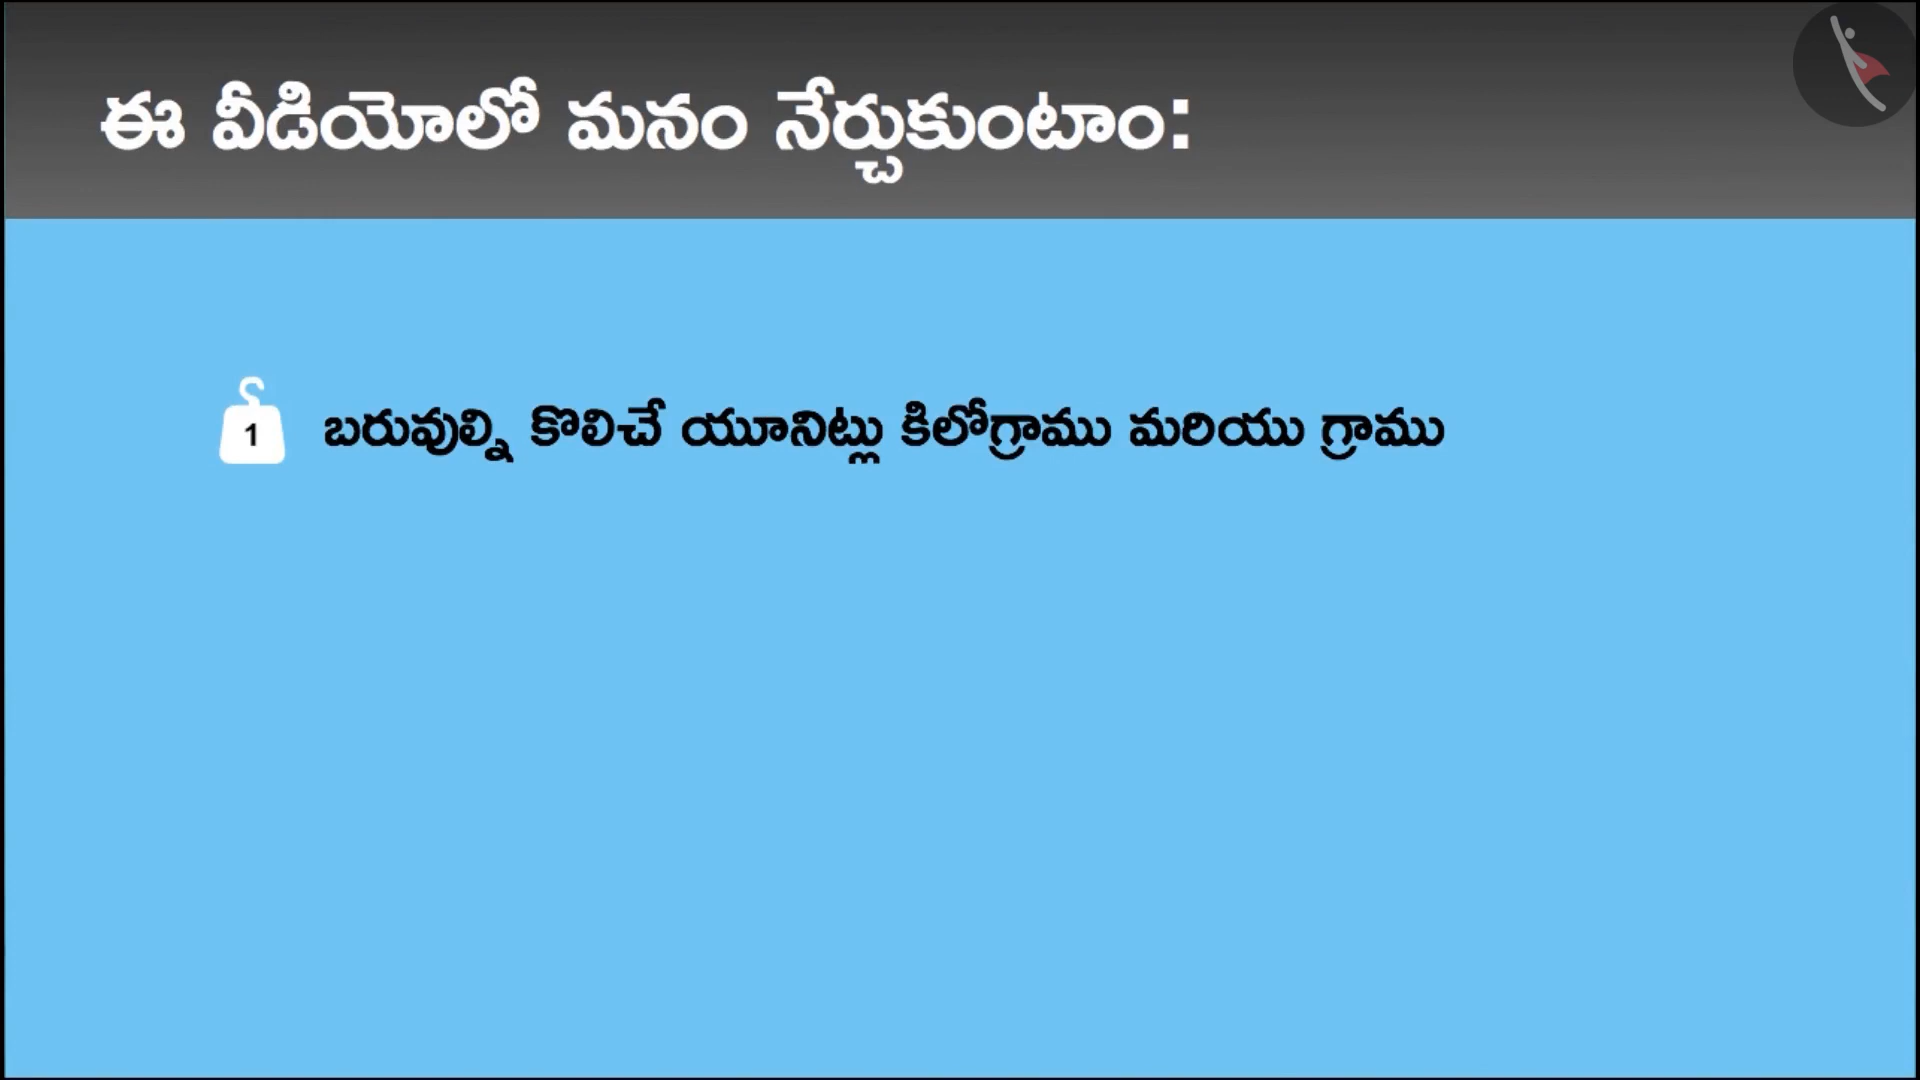 ఈ వీడియోలో మనం నేర్చుకుంటాం:
1 బరువుల్ని కొలిచే యూనిట్లు కిలోగ్రాము మరియు గ్రాము